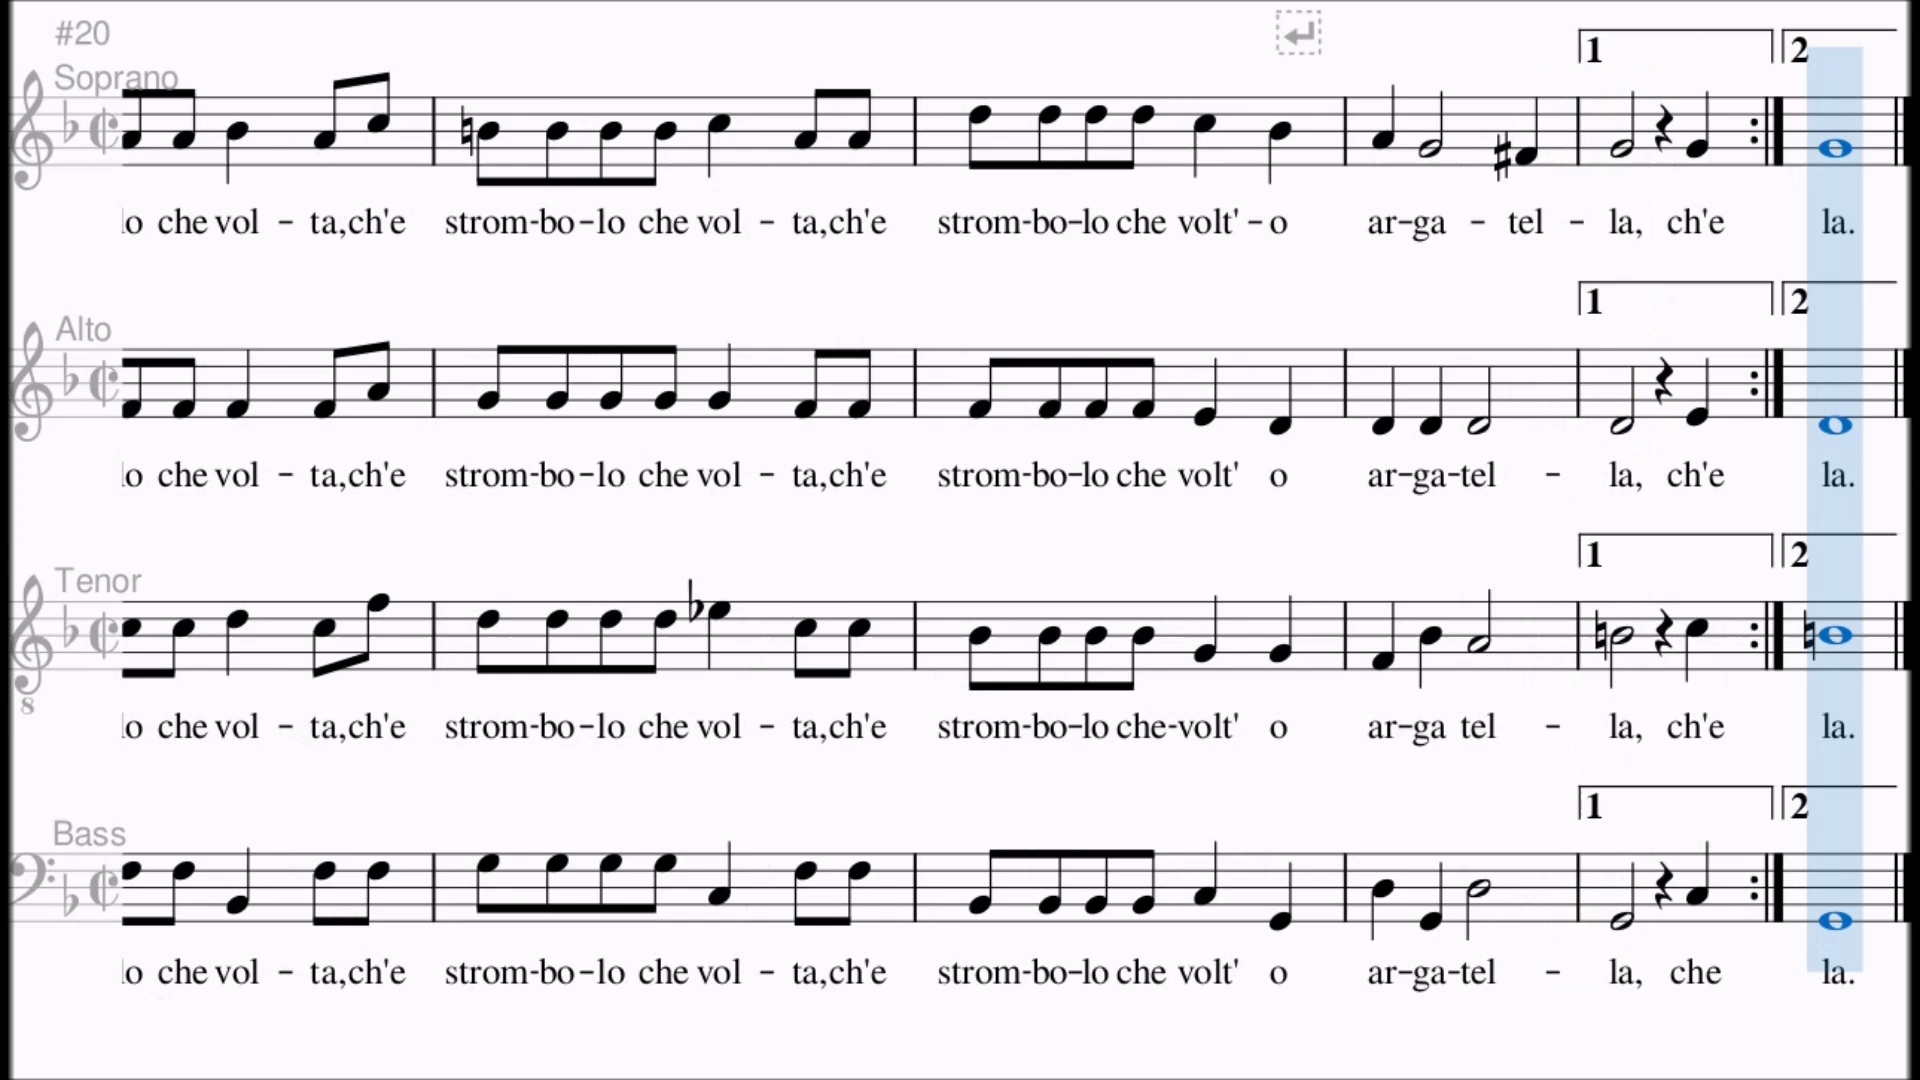 #20
Soprano
1 2
lo che vol - ta,ch'e strom-bo-lo che vol - ta,ch'e strom-bo-lo che volt'-o ar-ga - tel - la, ch'e la.
Alto
1 2
lo che vol - ta,ch'e strom-bo-lo che vol - ta,ch'e strom-bo-lo che volt' o ar-ga-tel - la, ch'e la.
Tenor
1 2
8
lo che vol - ta,ch'e strom-bo-lo che vol - ta,ch'e strom-bo-lo che-volt' o ar-ga tel - la, ch'e la.
Bass
1 2
lo che vol - ta,ch'e strom-bo-lo che vol - ta,ch'e strom-bo-lo che volt' o ar-ga-tel - la, che la.